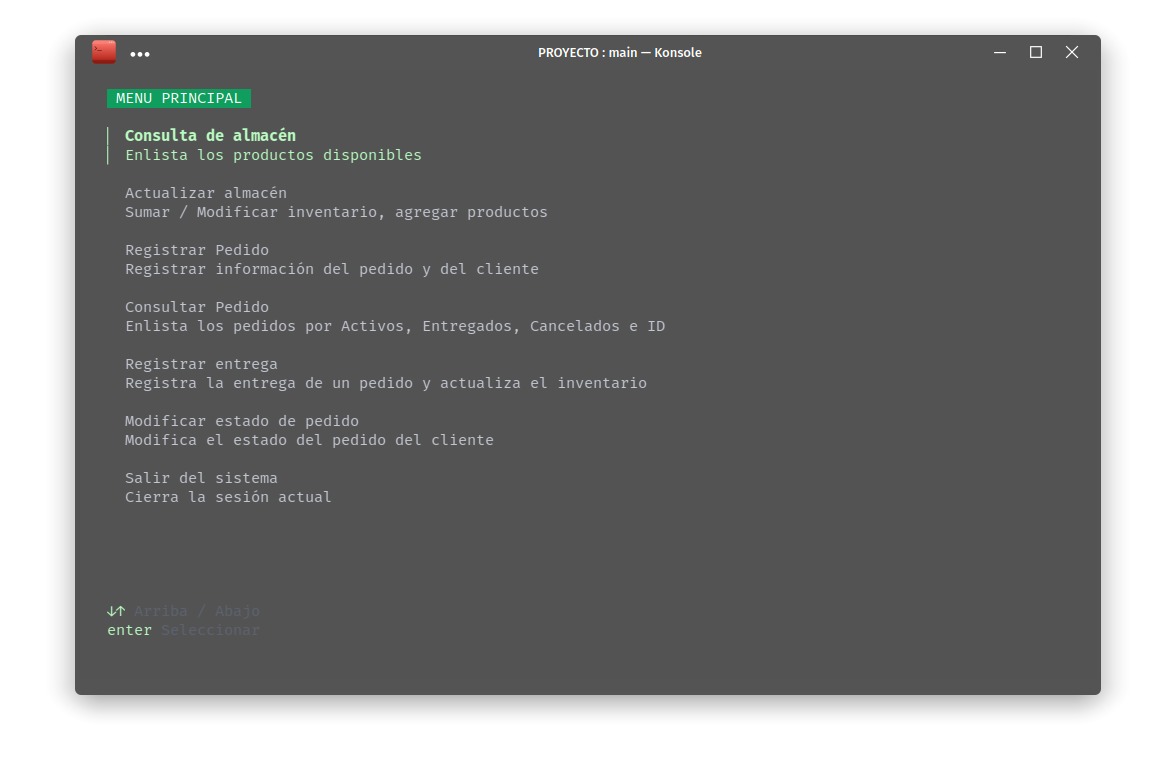 PROYECTO : main — Konsole
MENU PRINCIPAL
Consulta de almacén
Enlista los productos disponibles
Actualizar almacén
Sumar / Modificar inventario, agregar productos
Registrar Pedido
Registrar información del pedido y del cliente
Consultar Pedido
Enlista los pedidos por Activos, Entregados, Cancelados e ID
Registrar entrega
Registra la entrega de un pedido y actualiza el inventario
Modificar estado de pedido
Modifica el estado del pedido del cliente
Salir del sistema
Cierra la sesión actual
↓↑ Arriba / Abajo
enter Seleccionar